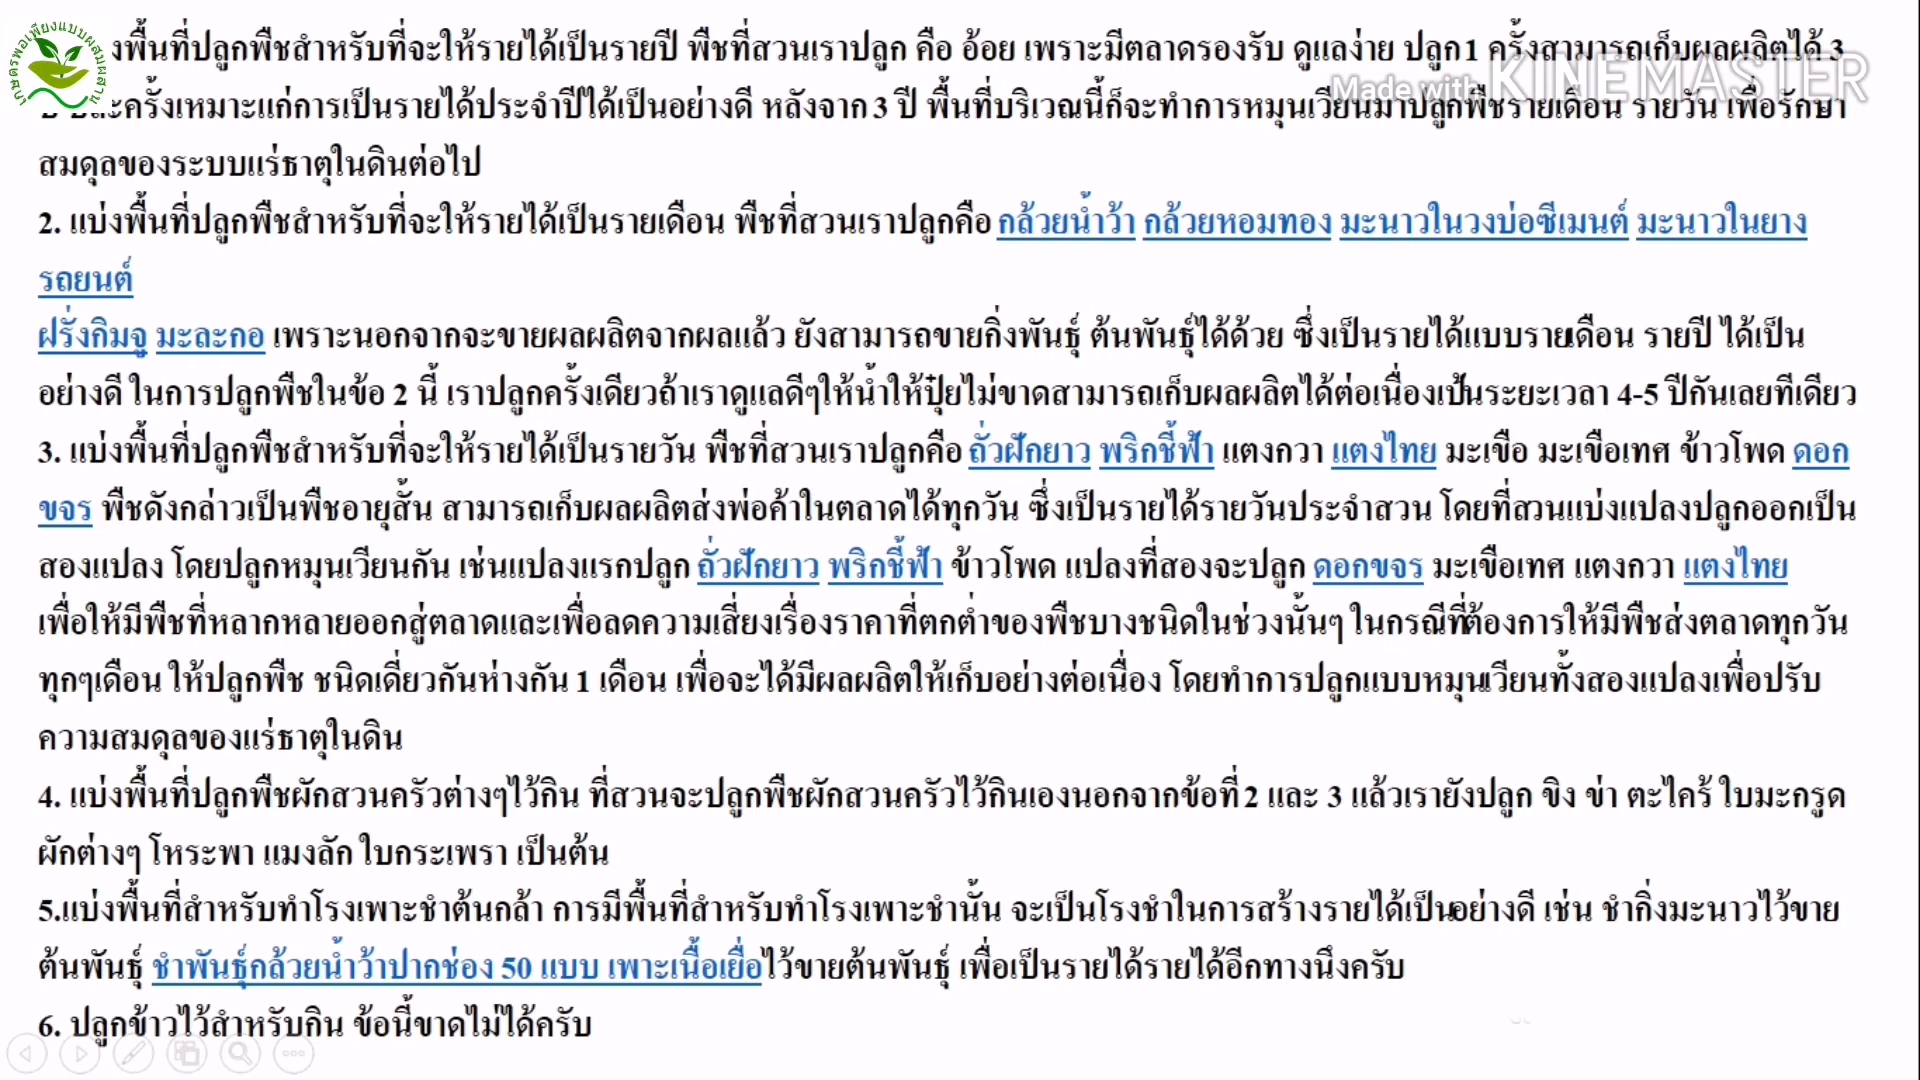 เกษตรพอเพียงแบบผสมผสาน
Made with KINEMASTER
งพื้นที่ปลูกพืชสำหรับที่จะให้รายได้เป็นรายปี พืชที่สวนเราปลูก คือ อ้อย เพราะมีตลาดรองรับ ดูแลง่าย ปลูก 1 ครั้งสามารถเก็บผลผลิตได้ 3
ละครั้งเหมาะแก่การเป็นรายได้ประจำปีได้เป็นอย่างดี หลังจาก 3 ปี พื้นที่บริเวณนี้ก็จะทำการหมุนเวียนมาปลูกพืชรายเดือน รายวัน เพื่อรักษา
สมดุลของระบบแร่ธาตุในดินต่อไป
2. แบ่งพื้นที่ปลูกพืชสำหรับที่จะให้รายได้เป็นรายเดือน พืชที่สวนเราปลูกคือ กล้วยน้ำว้า กล้วยหอมทอง มะนาวในวงบ่อซีเมนต์ มะนาวในยาง
รถยนต์
ฝรั่งกิมจู มะละกอ เพราะนอกจากจะขายผลผลิตจากผลแล้ว ยังสามารถขายกิ่งพันธุ์ ต้นพันธุ์ได้ด้วย ซึ่งเป็นรายได้แบบรายเดือน รายปี ได้เป็น
อย่างดี ในการปลูกพืชในข้อ 2 นี้ เราปลูกครั้งเดียวถ้าเราดูแลดีๆให้น้ำให้ปุ๋ยไม่ขาดสามารถเก็บผลผลิตได้ต่อเนื่องเป็นระยะเวลา 4-5 ปีกันเลยทีเดียว
3. แบ่งพื้นที่ปลูกพืชสำหรับที่จะให้รายได้เป็นรายวัน พืชที่สวนเราปลูกคือ ถั่วฝักยาว พริกชี้ฟ้า แตงกวา แตงไทย มะเขือ มะเขือเทศ ข้าวโพด ดอก
ขจร พืชดังกล่าวเป็นพืชอายุสั้น สามารถเก็บผลผลิตส่งพ่อค้าในตลาดได้ทุกวัน ซึ่งเป็นรายได้รายวันประจำสวน โดยที่สวนแบ่งแปลงปลูกออกเป็น
สองแปลง โดยปลูกหมุนเวียนกัน เช่นแปลงแรกปลูก ถั่วฝักยาว พริกชี้ฟ้า ข้าวโพด แปลงที่สองจะปลูก ดอกขจร มะเขือเทศ แตงกวา แตงไทย
เพื่อให้มีพืชที่หลากหลายออกสู่ตลาดและเพื่อลดความเสี่ยงเรื่องราคาที่ตกต่ำของพืชบางชนิดในช่วงนั้นๆ ในกรณีที่ต้องการให้มีพืชส่งตลาดทุกวัน
ทุกๆเดือน ให้ปลูกพืช ชนิดเดี่ยวกันห่างกัน 1 เดือน เพื่อจะได้มีผลผลิตให้เก็บอย่างต่อเนื่อง โดยทำการปลูกแบบหมุนเวียนทั้งสองแปลงเพื่อปรับ
ความสมดุลของแร่ธาตุในดิน
4. แบ่งพื้นที่ปลูกพืชผักสวนครัวต่างๆไว้กิน ที่สวนจะปลูกพืชผักสวนครัวไว้กินเองนอกจากข้อที่ 2 และ 3 แล้วเรายังปลูก ขิง ข่า ตะไคร้ ใบมะกรูด
ผักต่างๆ โหระพา แมงลัก ใบกระเพรา เป็นต้น
5.แบ่งพื้นที่สำหรับทำโรงเพาะชำต้นกล้า การมีพื้นที่สำหรับทำโรงเพาะชำนั้น จะเป็นโรงชำในการสร้างรายได้เป็นอย่างดี เช่น ชำกิ่งมะนาวไว้ขาย
ต้นพันธุ์ ชำพันธุ์กล้วยน้ำว้าปากช่อง 50 แบบ เพาะเนื้อเยื่อไว้ขายต้นพันธุ์ เพื่อเป็นรายได้รายได้อีกทางนึงครับ
6. ปลูกข้าวไว้สำหรับกิน ข้อนี้ขาดไม่ได้ครับ